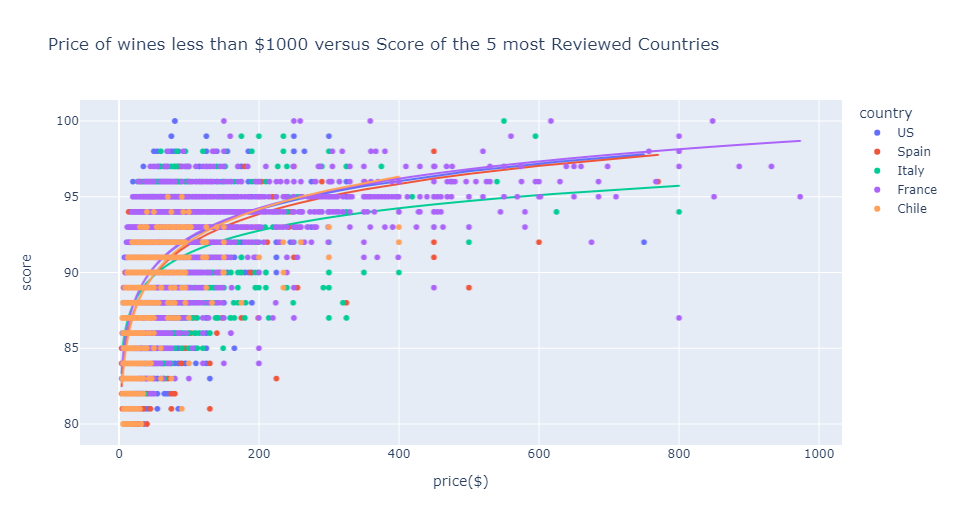 Price of wines less than $1000 versus Score of the 5 most Reviewed Countries
country
US
Spain
Italy
France
Chile
score
100
95
90
85
80
0 200 400 600 800 1000
price($)